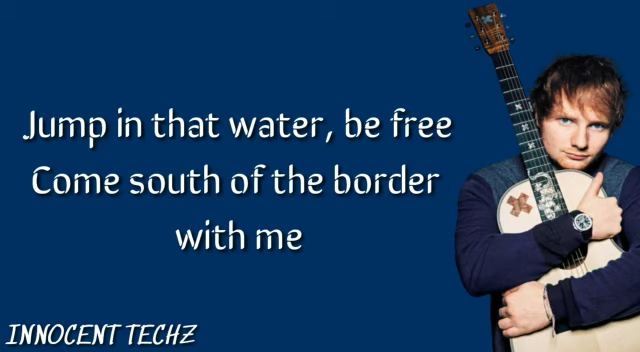 Jump in that water, be free
Come south of the border
with me
INNOCENT TECHZ